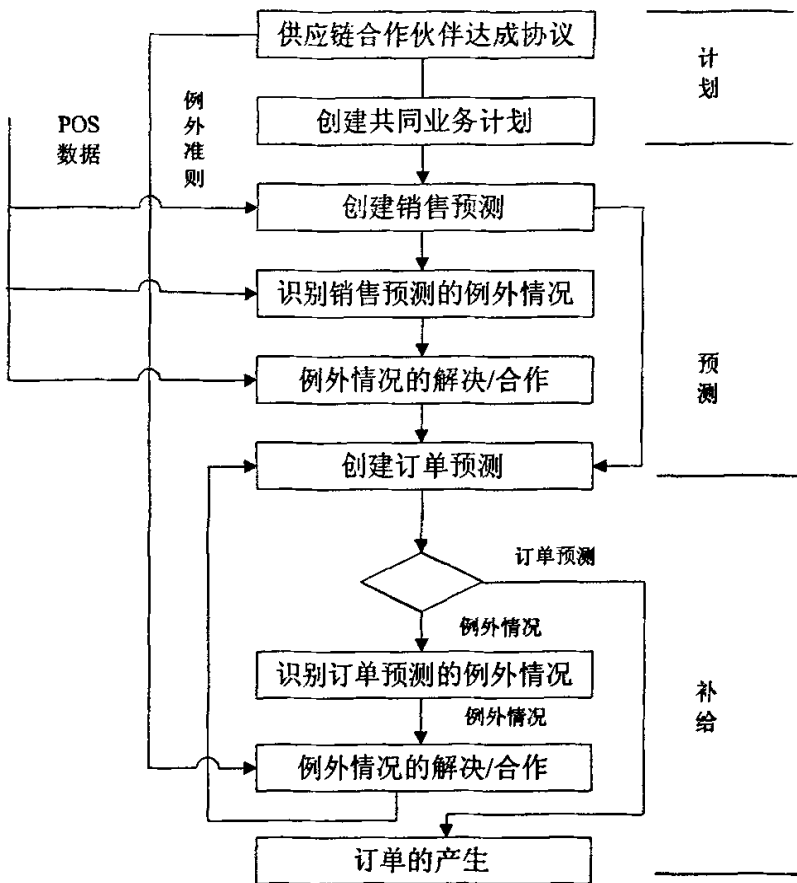 供应链合作伙伴达成协议
计划
创建共同业务计划
POS
数据
例外准则
创建销售预测
识别销售预测的例外情况
例外情况的解决/合作
预测
创建订单预测
订单预测
例外情况
识别订单预测的例外情况
例外情况
补给
例外情况的解决/合作
订单的产生